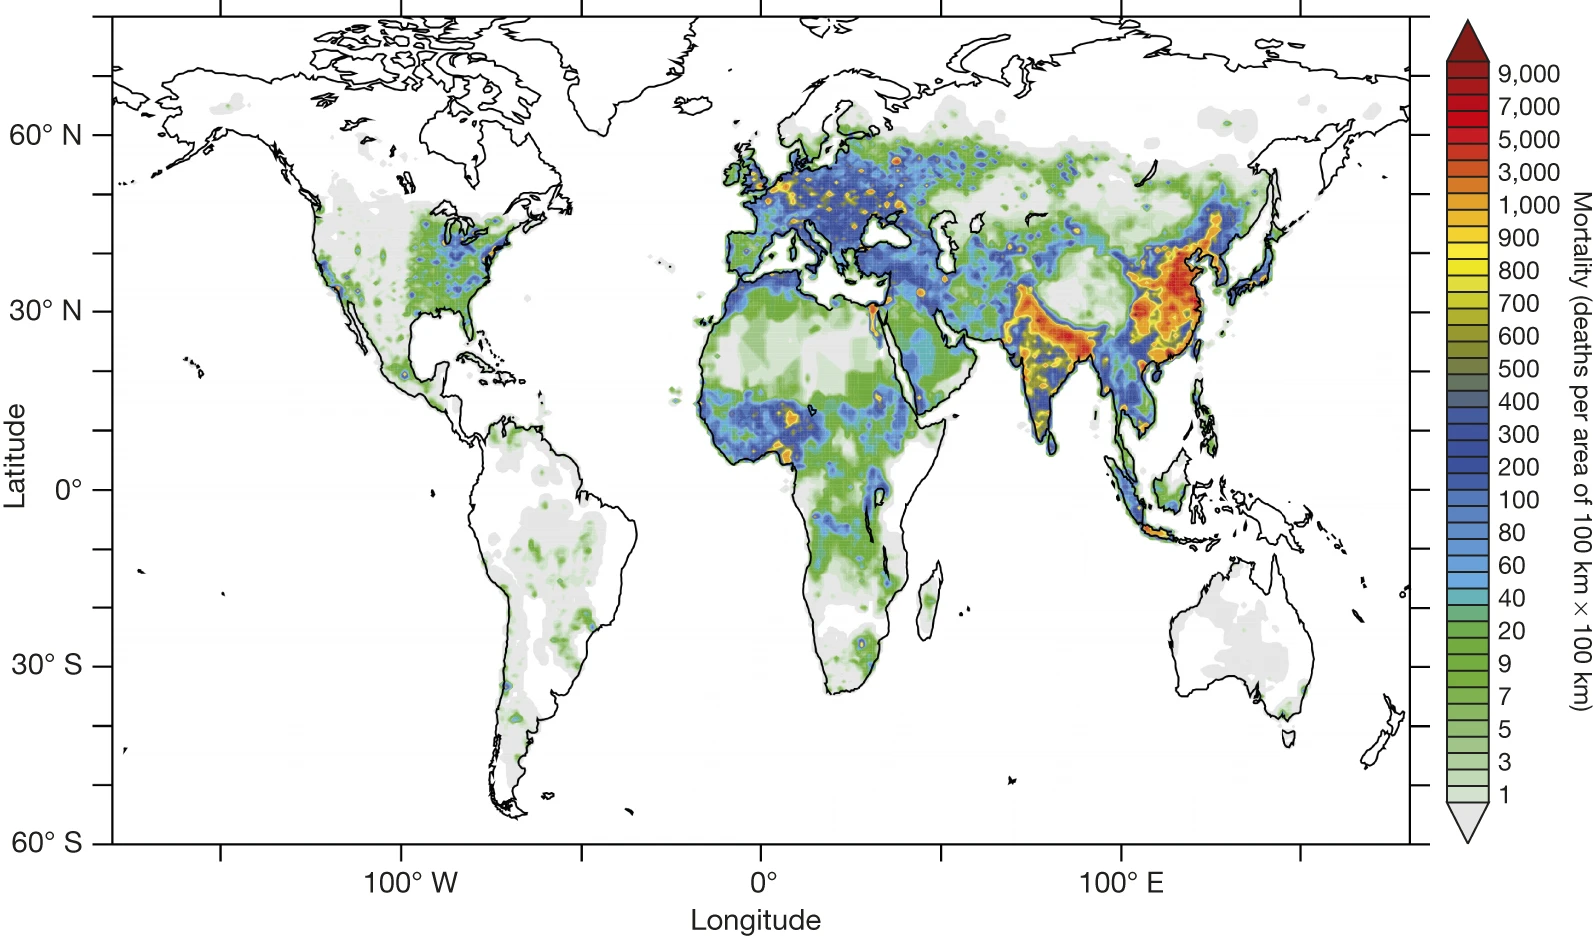 60° N
30° N
0°
30° S
60° S
Latitude
100° W
0°
100° E
Longitude
9,000
7,000
5,000
3,000
1,000
900
800
700
600
500
400
300
200
100
80
60
40
20
9
7
5
3
1
Mortality (deaths per area of 100 km × 100 km)